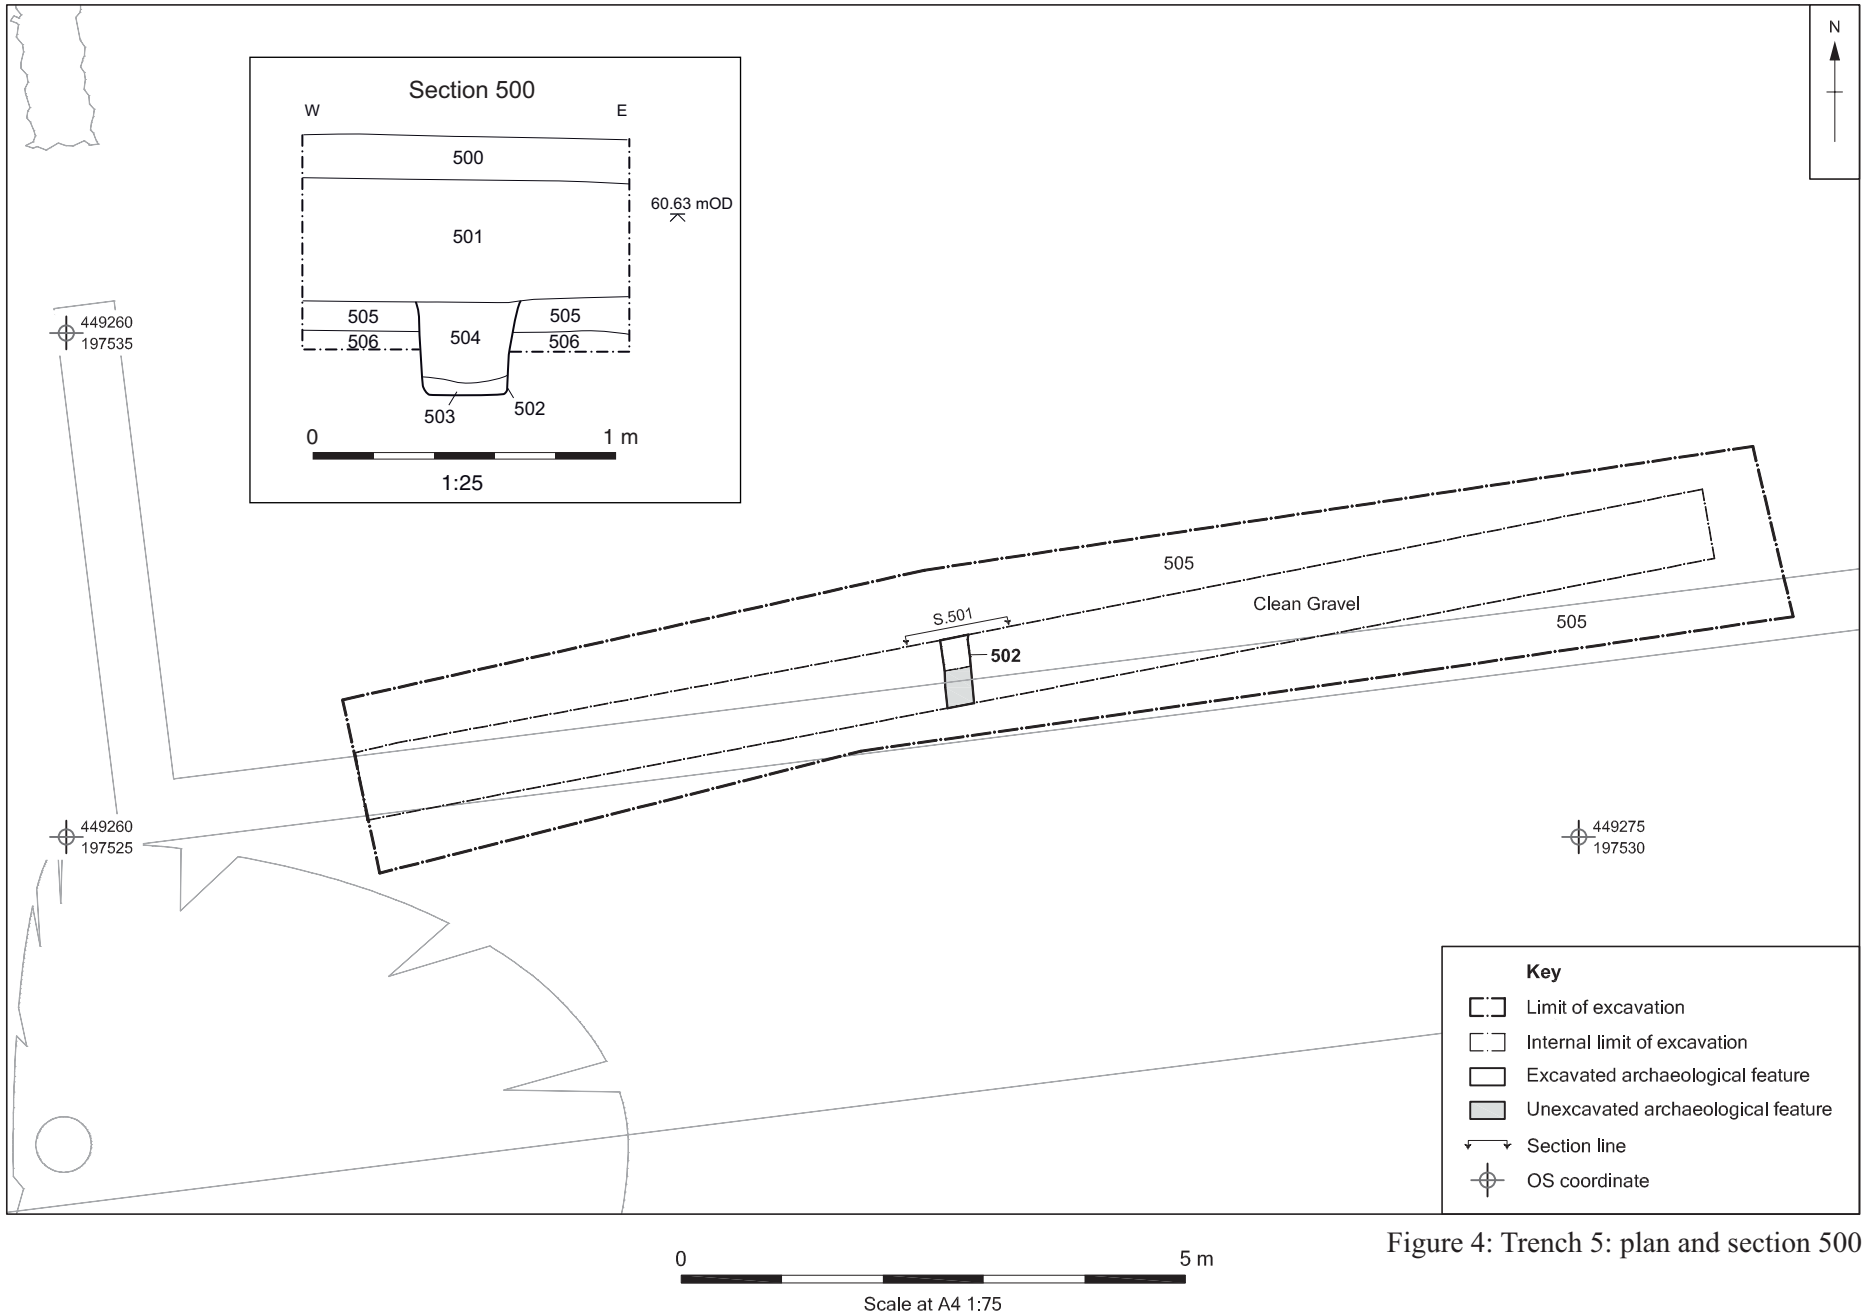 N
Section 500
W E
500
60.63 mOD
501
505 505
504
506 506
503 502
0 1 m
1:25
449260
197535
505
Clean Gravel
S.501
505
502
449260
197525
449275
197530
Key
Limit of excavation
Internal limit of excavation
Excavated archaeological feature
Unexcavated archaeological feature
Section line
OS coordinate
Figure 4: Trench 5: plan and section 500
0 5 m
Scale at A4 1:75